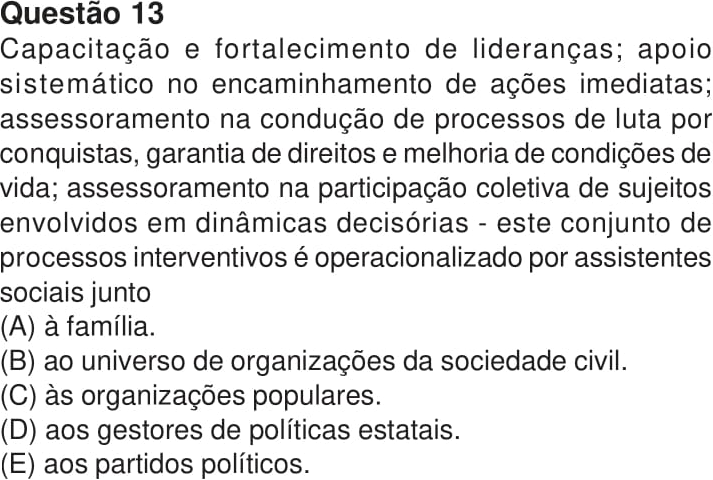 Questão 13
Capacitação e fortalecimento de lideranças; apoio
sistemático no encaminhamento de ações imediatas;
assessoramento na condução de processos de luta por
conquistas, garantia de direitos e melhoria de condições de
vida; assessoramento na participação coletiva de sujeitos
envolvidos em dinâmicas decisórias - este conjunto de
processos interventivos é operacionalizado por assistentes
sociais junto
(A) à família.
(B) ao universo de organizações da sociedade civil.
(C) às organizações populares.
(D) aos gestores de políticas estatais.
(E) aos partidos políticos.